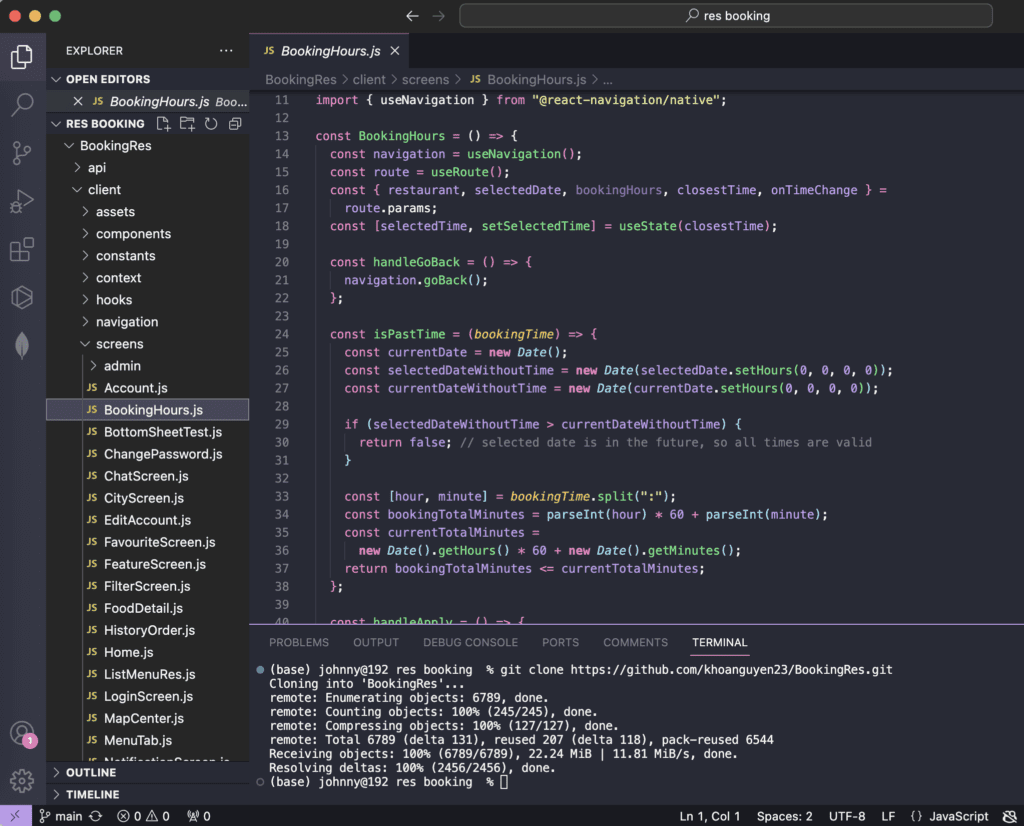 res booking
EXPLORER
OPEN EDITORS
JS BookingHours.js Boo...
RES BOOKING
BookingRes
api
client
assets
components
constants
context
hooks
navigation
screens
admin
JS Account.js
JS BookingHours.js
JS BottomSheetTest.js
JS ChangePassword.js
JS ChatScreen.js
JS CityScreen.js
JS EditAccount.js
JS FavouriteScreen.js
JS FeatureScreen.js
JS FilterScreen.js
JS FoodDetail.js
JS HistoryOrder.js
JS Home.js
JS ListMenuRes.js
JS LoginScreen.js
JS MapCenter.js
JS MenuTab.js
JS NotificationScreen.js
OUTLINE
TIMELINE
1
JS BookingHours.js
BookingRes > client > screens > JS BookingHours.js > ...
11 import { useNavigation } from "@react-navigation/native";
12
13 const BookingHours = () => {
14 const navigation = useNavigation();
15 const route = useRoute();
16 const { restaurant, selectedDate, bookingHours, closestTime, onTimeChange } =
17 route.params;
18 const [selectedTime, setSelectedTime] = useState(closestTime);
19
20 const handleGoBack = () => {
21 navigation.goBack();
22 };
23
24 const isPastTime = (bookingTime) => {
25 const currentDate = new Date();
26 const selectedDateWithoutTime = new Date(selectedDate.setHours(0, 0, 0, 0));
27 const currentDateWithoutTime = new Date(currentDate.setHours(0, 0, 0, 0));
28
29 if (selectedDateWithoutTime > currentDateWithoutTime) {
30 return false; // selected date is in the future, so all times are valid
31 }
32
33 const [hour, minute] = bookingTime.split(":");
34 const bookingTotalMinutes = parseInt(hour) * 60 + parseInt(minute);
35 const currentTotalMinutes =
36 new Date().getHours() * 60 + new Date().getMinutes();
37 return bookingTotalMinutes <= currentTotalMinutes;
38 };
39
40 const handleApply = () => {
PROBLEMS OUTPUT DEBUG CONSOLE PORTS COMMENTS TERMINAL
(base) johnny@192 res booking % git clone https://github.com/khoanguyen23/BookingRes.git
Cloning into 'BookingRes'...
remote: Enumerating objects: 6789, done.
remote: Counting objects: 100% (245/245), done.
remote: Compressing objects: 100% (127/127), done.
remote: Total 6789 (delta 131), reused 207 (delta 118), pack-reused 6544
Receiving objects: 100% (6789/6789), 22.24 MiB | 11.81 MiB/s, done.
Resolving deltas: 100% (2456/2456), done.
(base) johnny@192 res booking %
main 0 0 0 Ln 1, Col 1 Spaces: 2 UTF-8 LF {} JavaScript